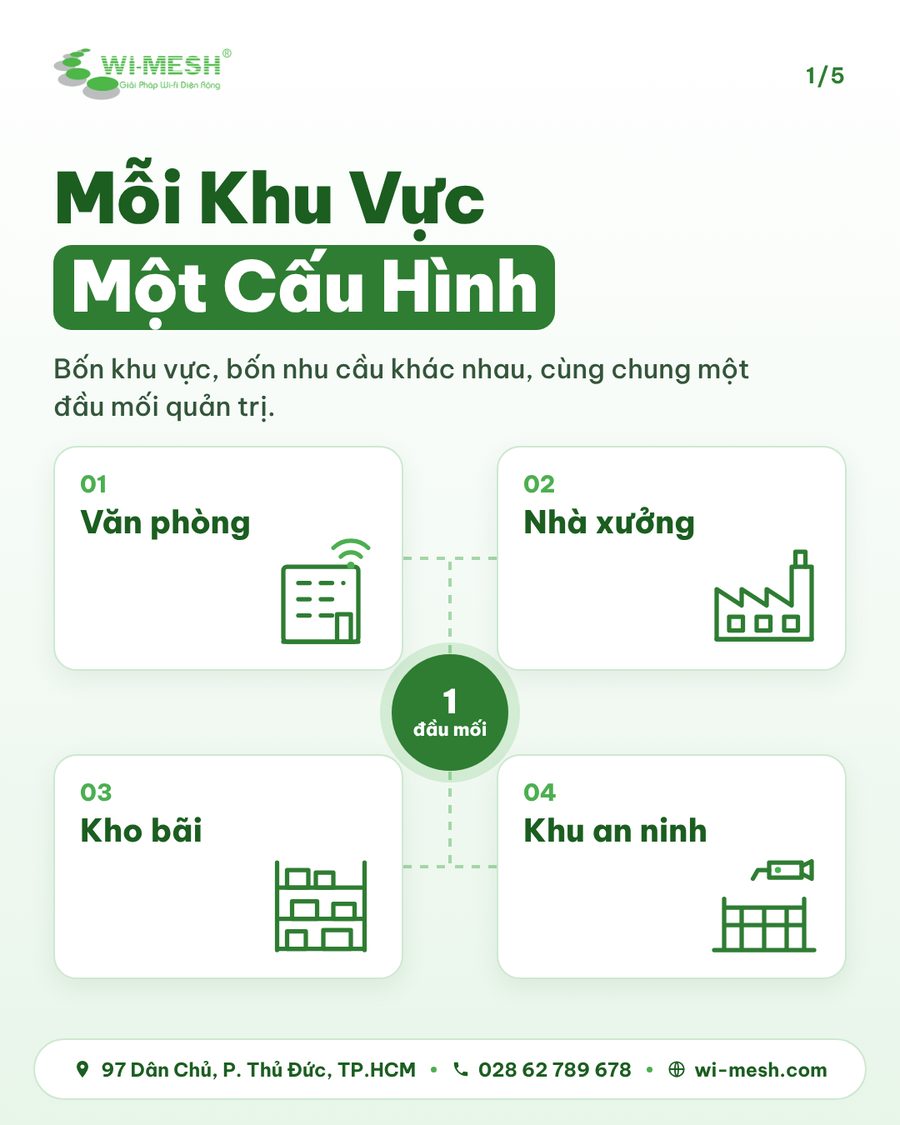 WI-MESH®
Giải Pháp Wi-fi Diện Rộng
1/5
Mỗi Khu Vực
Một Cấu Hình
Bốn khu vực, bốn nhu cầu khác nhau, cùng chung một
đầu mối quản trị.
01
Văn phòng
02
Nhà xưởng
1
đầu mối
03
Kho bãi
04
Khu an ninh
97 Dân Chủ, P. Thủ Đức, TP.HCM • 028 62 789 678 • wi-mesh.com